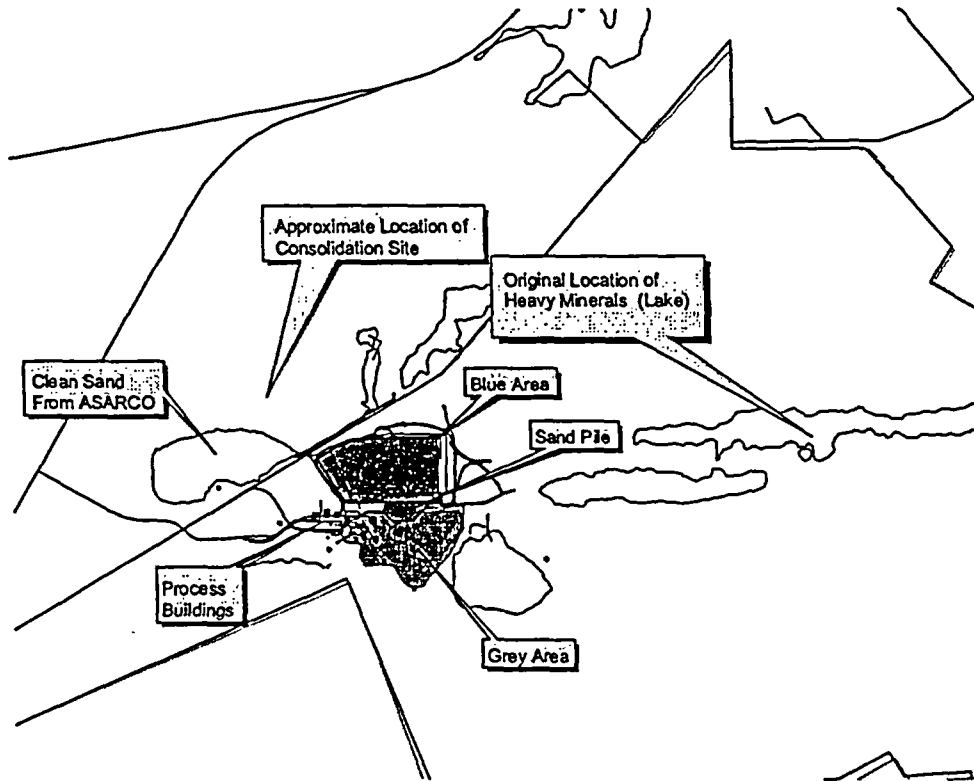 Approximate Location of
Consolidation Site
Original Location of
Heavy Minerals (Lake)
Clean Sand
From ASARCO
Blue Area
Sand Pile
Process
Buildings
Grey Area